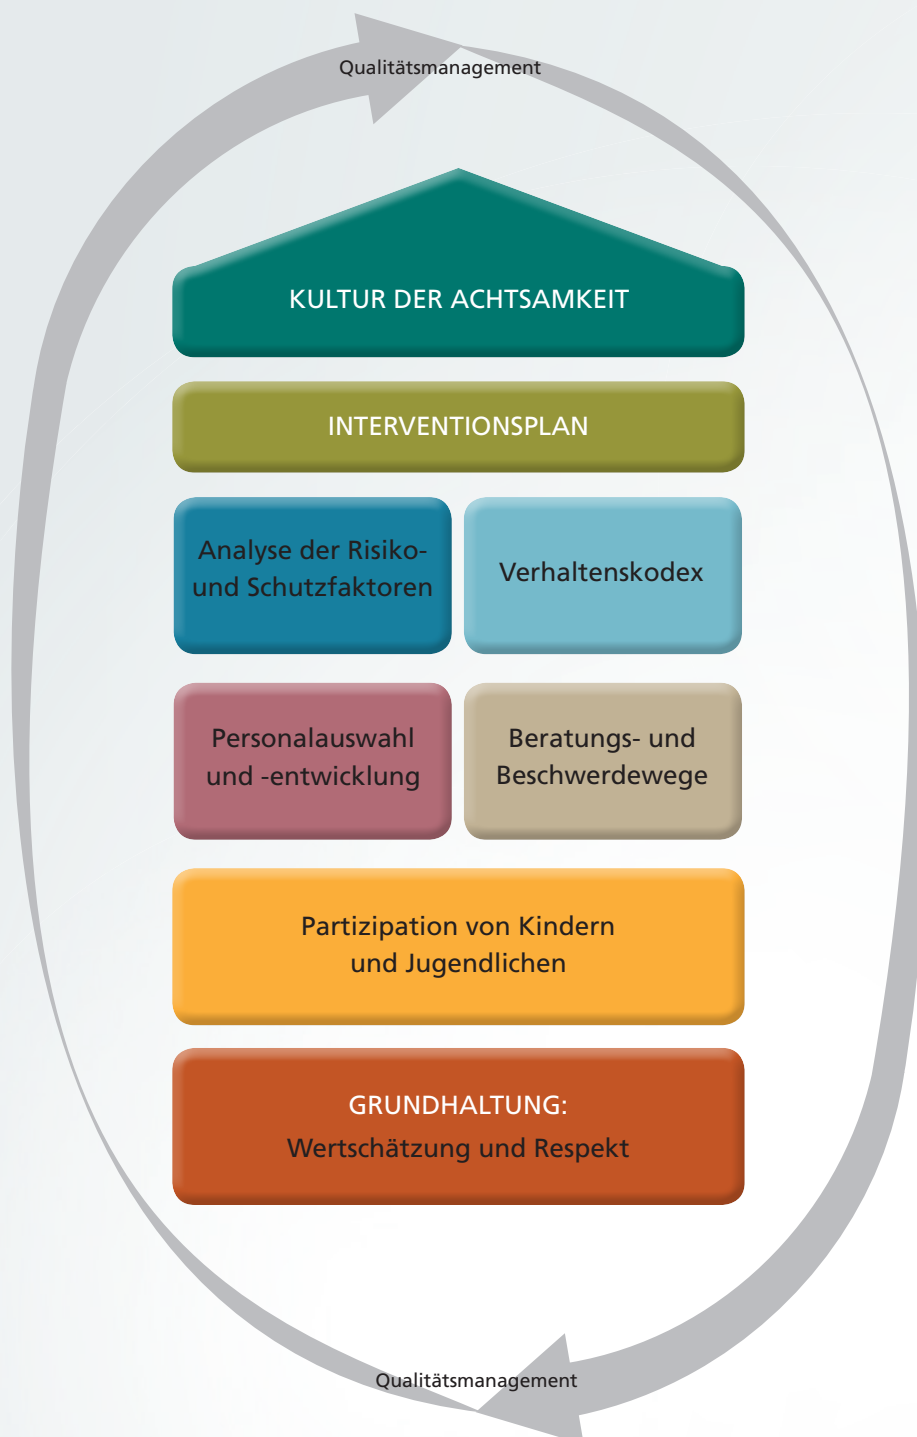 Qualitätsmanagement
KULTUR DER ACHTSAMKEIT
INTERVENTIONSPLAN
Analyse der Risiko-
und Schutzfaktoren
Verhaltenskodex
Personalauswahl
und -entwicklung
Beratungs- und
Beschwerdewege
Partizipation von Kindern
und Jugendlichen
GRUNDHALTUNG:
Wertschätzung und Respekt
Qualitätsmanagement